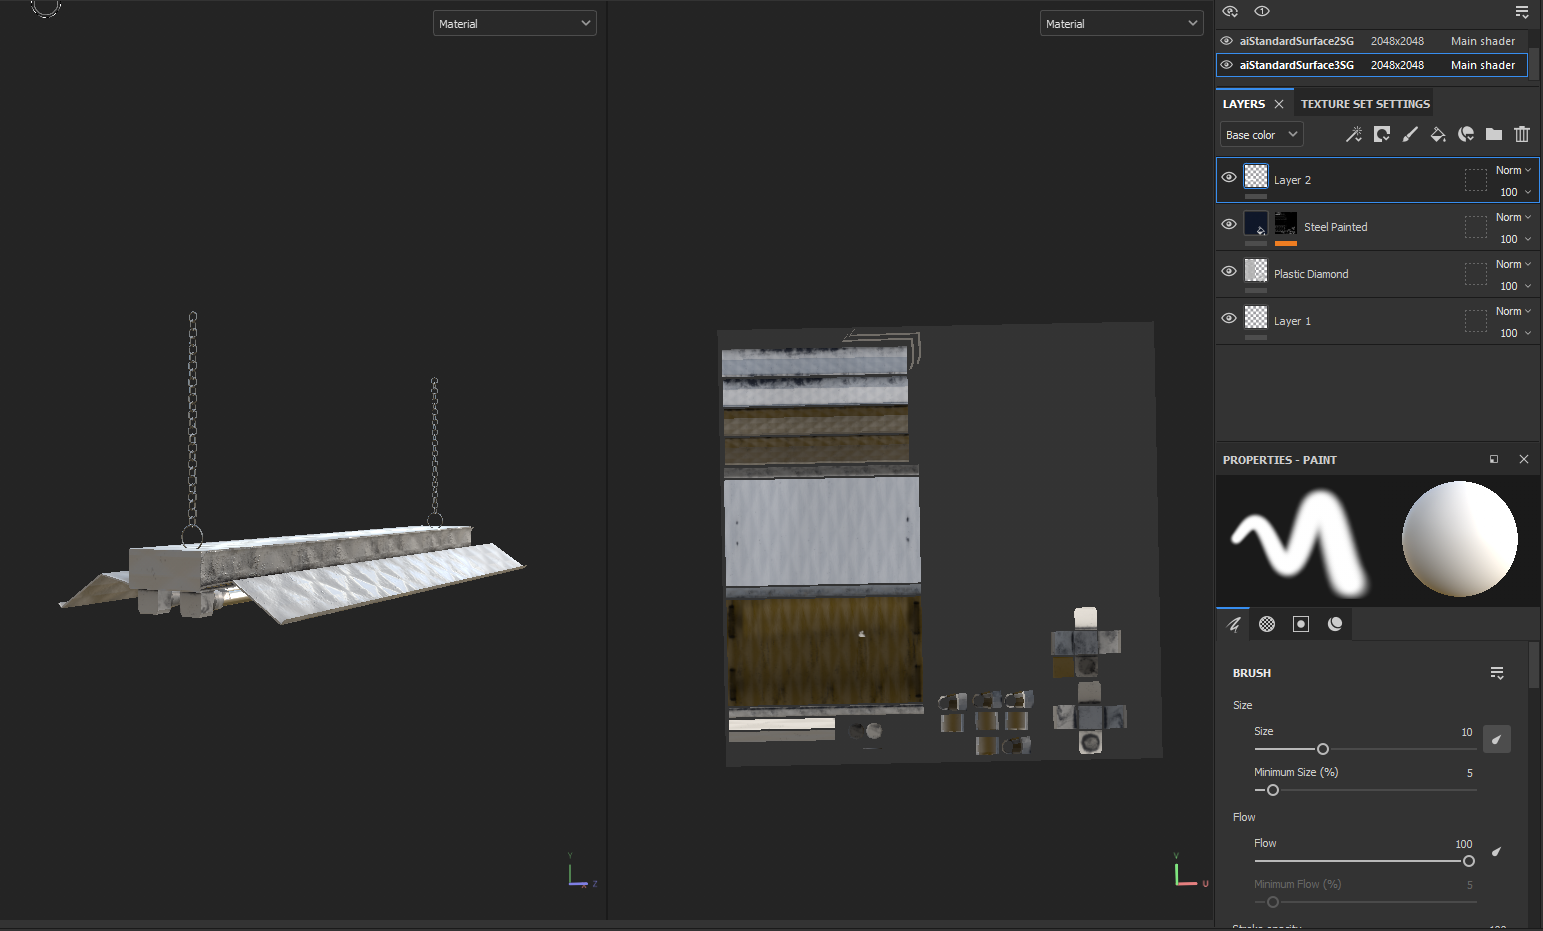 Material
Material
aiStandardSurface2SG 2048x2048 Main shader
aiStandardSurface3SG 2048x2048 Main shader
LAYERS TEXTURE SET SETTINGS
Base color
Layer 2 Norm
100
Steel Painted Norm
100
Plastic Diamond Norm
100
Layer 1 Norm
100
PROPERTIES - PAINT
BRUSH
Size
Size 10
Minimum Size (%) 5
Flow
Flow 100
Minimum Flow (%) 5
Y
Z
V
U